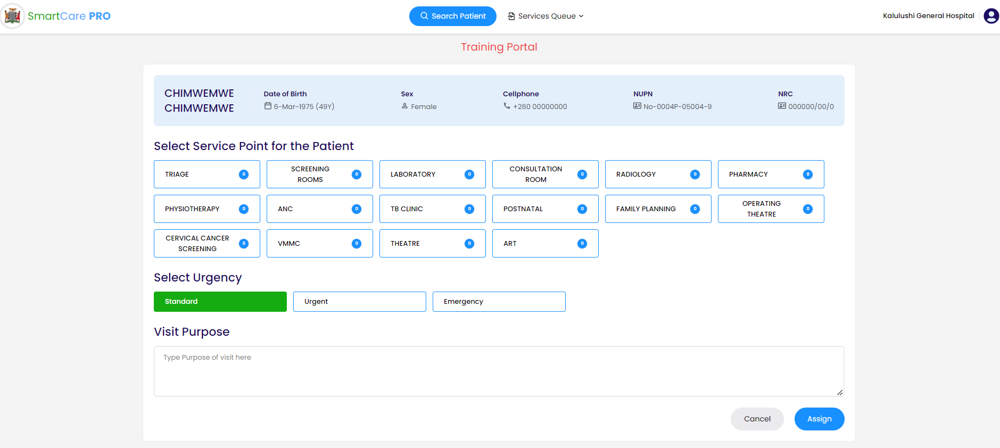 SmartCare PRO
Search Patient
Services Queue
Kalulushi General Hospital
Training Portal
CHIMWEMWE
CHIMWEMWE
Date of Birth
6-Mar-1975 (49Y)
Sex
Female
Cellphone
+260 00000000
NUPN
No-0004P-05004-9
NRC
000000/00/0
Select Service Point for the Patient
TRIAGE 0
SCREENING
ROOMS 0
LABORATORY 0
CONSULTATION
ROOM 0
RADIOLOGY 0
PHARMACY 0
PHYSIOTHERAPY 0
ANC 0
TB CLINIC 0
POSTNATAL 0
FAMILY PLANNING 0
OPERATING
THEATRE 0
CERVICAL CANCER
SCREENING 0
VMMC 0
THEATRE 0
ART 0
Select Urgency
Standard
Urgent
Emergency
Visit Purpose
Type Purpose of visit here
Cancel
Assign